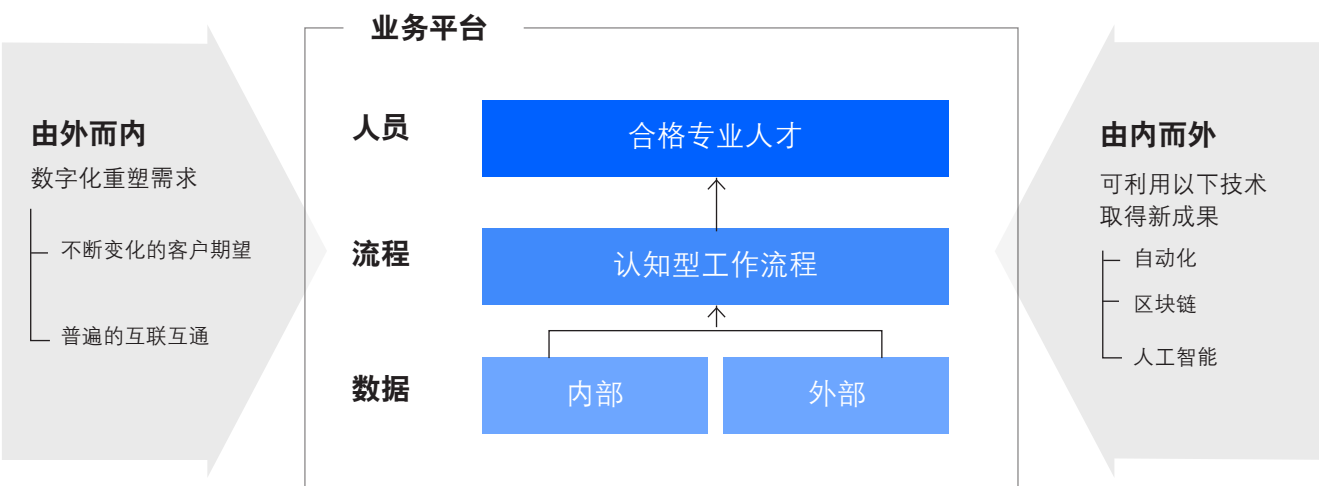 业务平台
由外而内
数字化重塑需求
不断变化的客户期望
普遍的互联互通
人员
合格专业人才
流程
认知型工作流程
数据
内部
外部
由内而外
可利用以下技术
取得新成果
自动化
区块链
人工智能